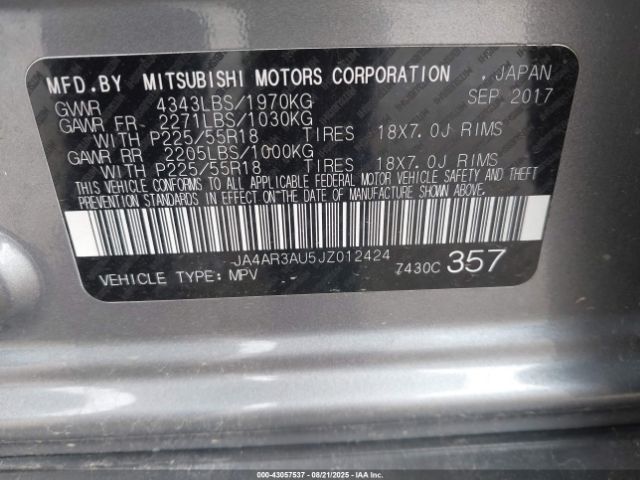 MFD.BY MITSUBISHI MOTORS CORPORATION , JAPAN
GVWR 4343LBS/1970KG SEP 2017
GAWR FR 2271LBS/1030KG
WITH P225/55R18 TIRES 18X7.0J RIMS
GAWR RR 2205LBS/1000KG
WITH P225/55R18 TIRES 18X7.0J RIMS
THIS VEHICLE CONFORMS TO ALL APPLICABLE FEDERAL MOTOR VEHICLE SAFETY AND THEFT
PREVENTION STANDARDS IN EFFECT ON THE DATE OF MANUFACTURE SHOWN ABOVE.
JA4AR3AU5JZ012424
VEHICLE TYPE: MPV 7430C 357
QA - 43057537 - 08/21/2025 - IAA Inc.